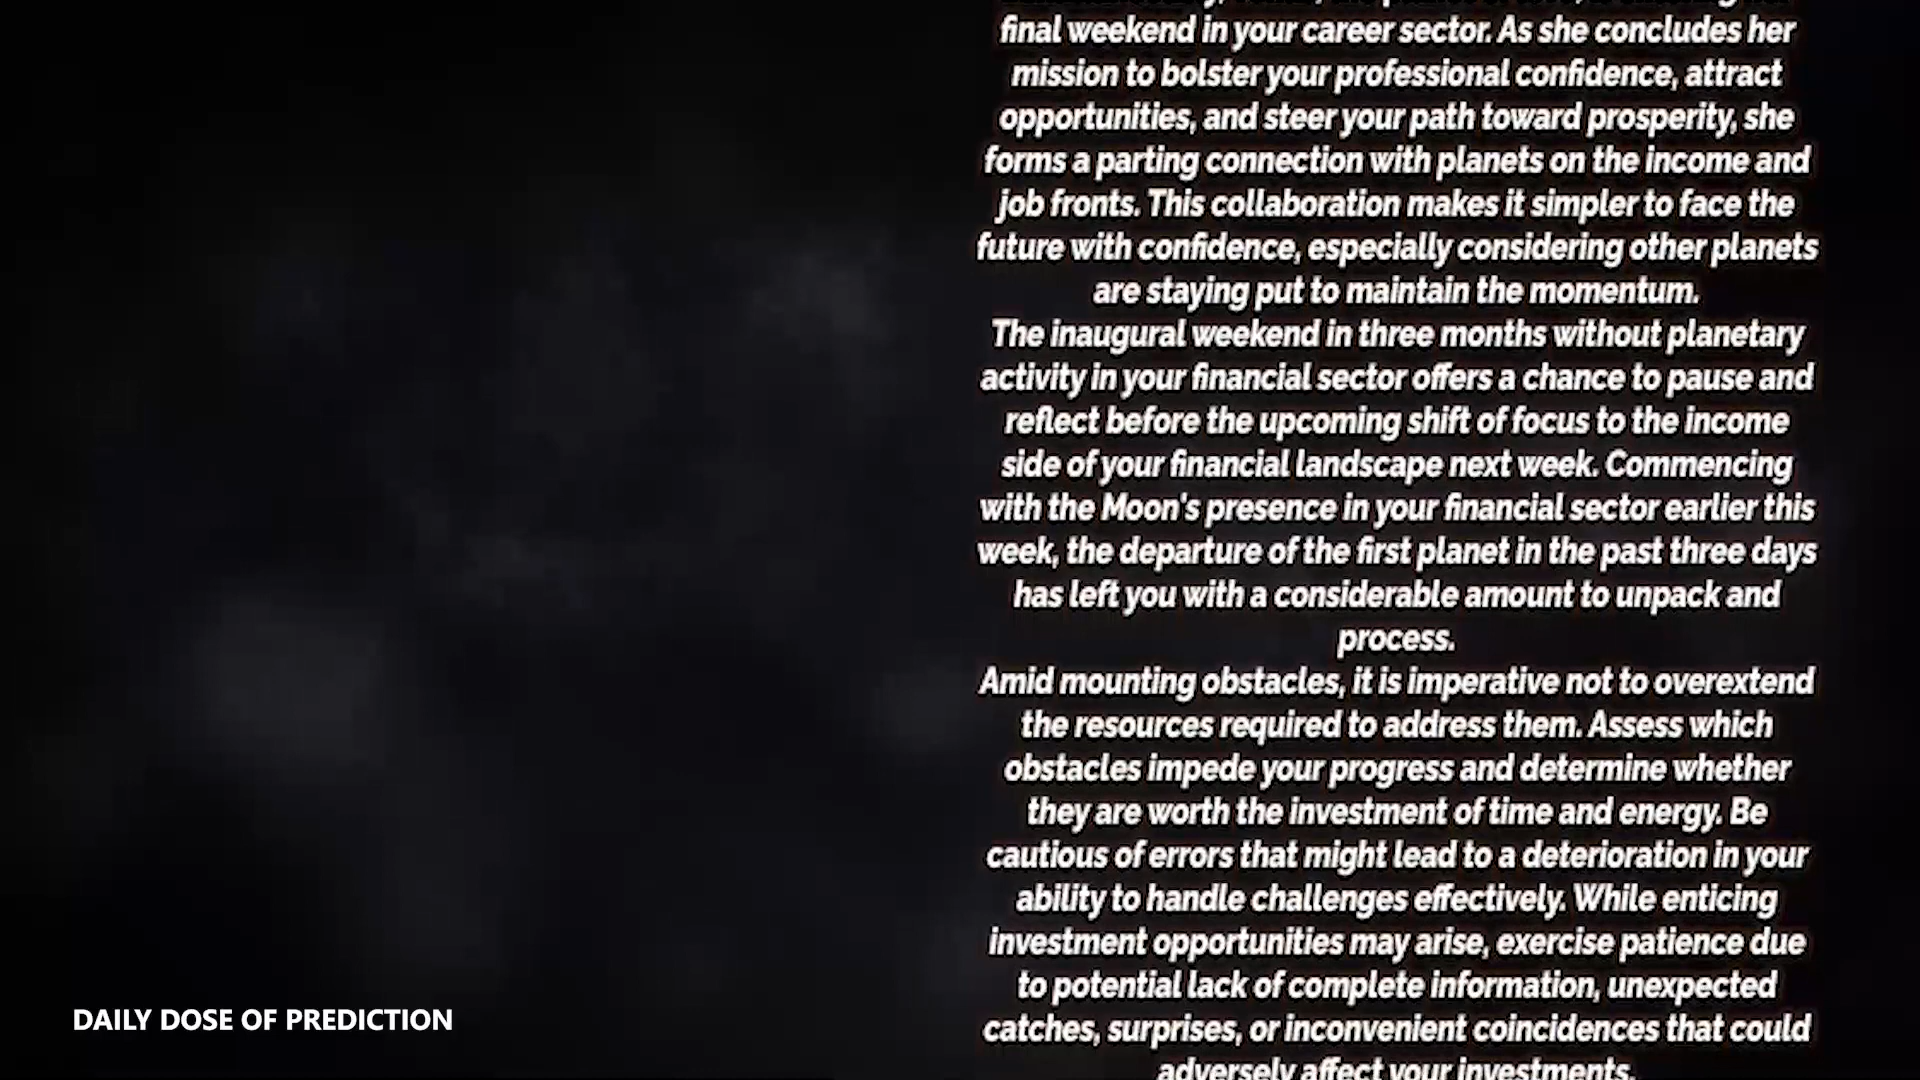 final weekend in your career sector. As she concludes her
mission to bolster your professional confidence, attract
opportunities, and steer your path toward prosperity, she
forms a parting connection with planets on the income and
job fronts. This collaboration makes it simpler to face the
future with confidence, especially considering other planets
are staying put to maintain the momentum.
The inaugural weekend in three months without planetary
activity in your financial sector offers a chance to pause and
reflect before the upcoming shift of focus to the income
side of your financial landscape next week. Commencing
with the Moon's presence in your financial sector earlier this
week, the departure of the first planet in the past three days
has left you with a considerable amount to unpack and
process.
Amid mounting obstacles, it is imperative not to overextend
the resources required to address them. Assess which
obstacles impede your progress and determine whether
they are worth the investment of time and energy. Be
cautious of errors that might lead to a deterioration in your
ability to handle challenges effectively. While enticing
investment opportunities may arise, exercise patience due
to potential lack of complete information, unexpected
catches, surprises, or inconvenient coincidences that could
adversely affect your investments.
DAILY DOSE OF PREDICTION